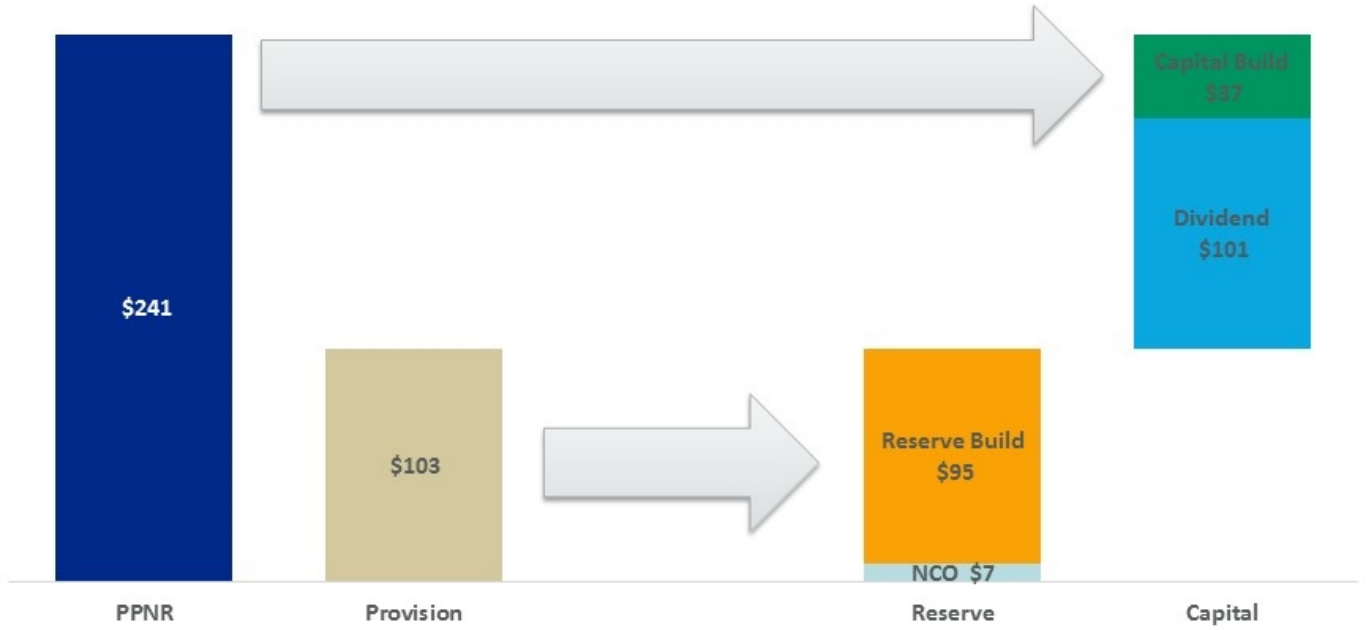 Capital Build
$37
Dividend
$101
$241
Reserve Build
$95
$103
NCO $7
PPNR Provision Reserve Capital